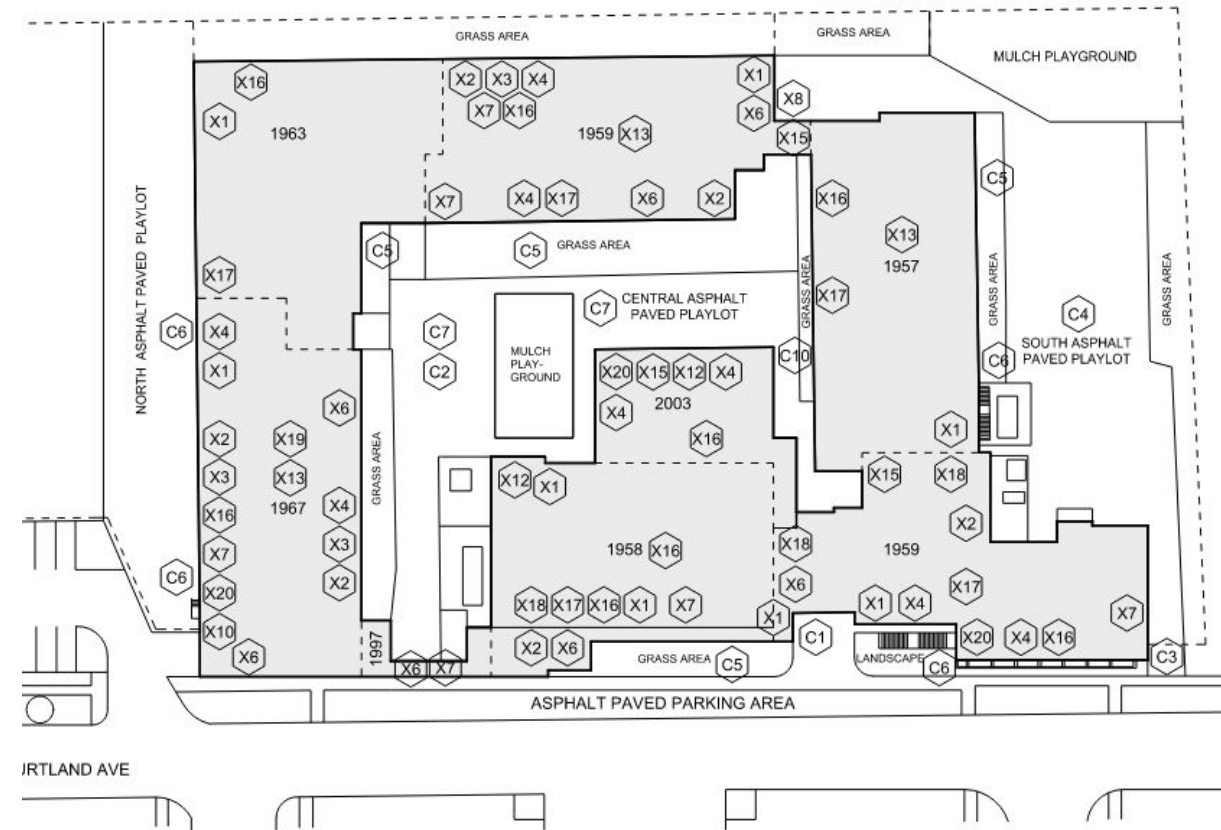 GRASS AREA
GRASS AREA
MULCH PLAYGROUND
X16
X2 X3 X4
X1
X8
X1
X7 X16
X6
1963
1959 X13
X15
C5
NORTH ASPHALT PAVED PLAYLOT
X7
X4 X17
X6
X2
X16
X13
1957
C5
C5
GRASS AREA
X17
X17
GRASS AREA
GRASS AREA
GRASS AREA
C7
CENTRAL ASPHALT
PAVED PLAYLOT
C4
SOUTH ASPHALT
PAVED PLAYLOT
C6
X4
C7
C10
C6
X1
C2
MULCH
PLAY-
GROUND
X20 X15 X12 X4
X4
2003
X6
X16
X1
X2
X19
X3
X13
1967
GRASS AREA
X12 X1
X15
X18
X16
X4
X2
X7
X3
1958 X16
X18
1959
C6
X20
X2
X6
X17
X18 X17 X16 X1 X7
X1 X4
X7
X10
X1
X6
1997
X2 X6
C1
X20 X4 X16
X6 X7
GRASS AREA
C5
LANDSCAPE
C6
C3
ASPHALT PAVED PARKING AREA
URTLAND AVE